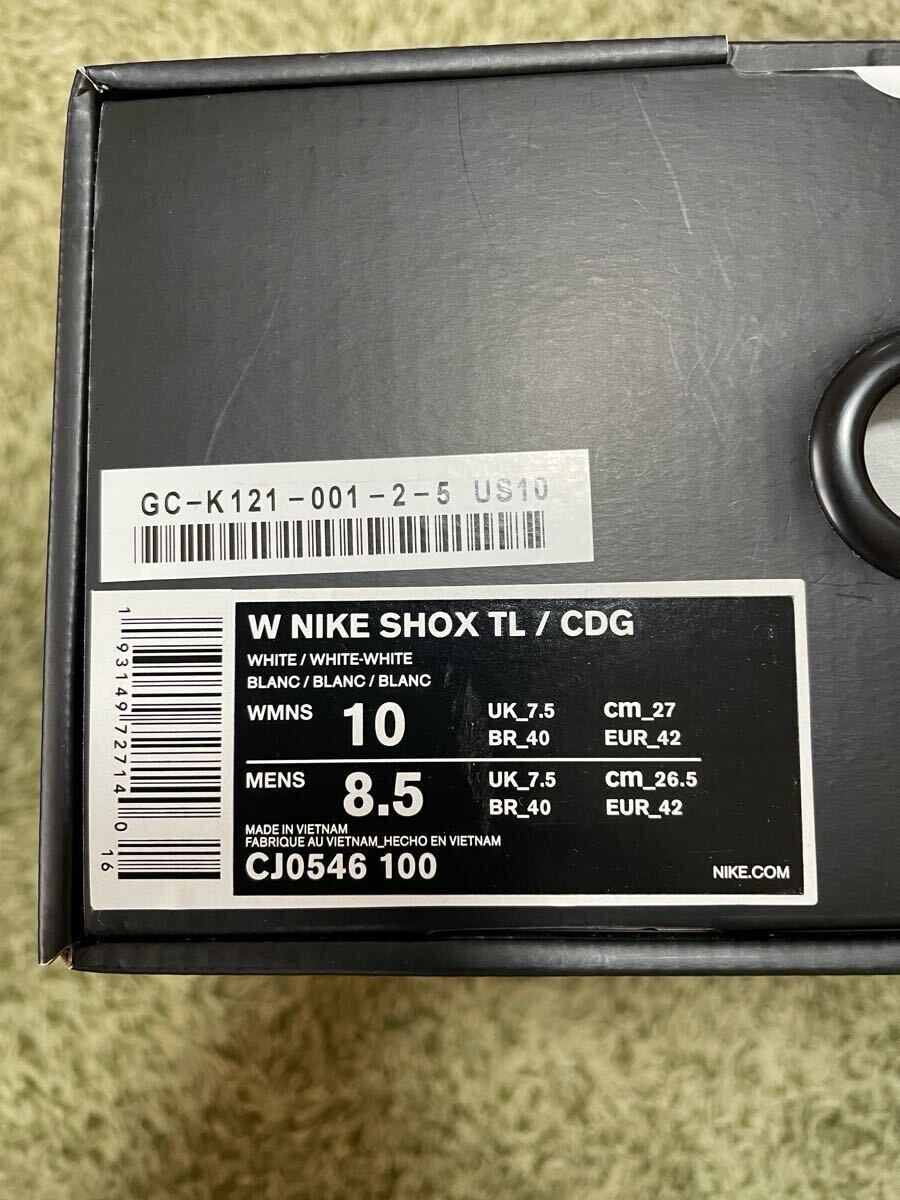 GC-K121-001-2-5 US10
1 93149 72714 0
16
W NIKE SHOX TL / CDG
WHITE / WHITE-WHITE
BLANC / BLANC / BLANC
WMNS 10 UK_7.5 cm_27
BR_40 EUR_42
MENS 8.5 UK_7.5 cm_26.5
BR_40 EUR_42
MADE IN VIETNAM
FABRIQUE AU VIETNAM_HECHO EN VIETNAM
CJ0546 100 NIKE.COM